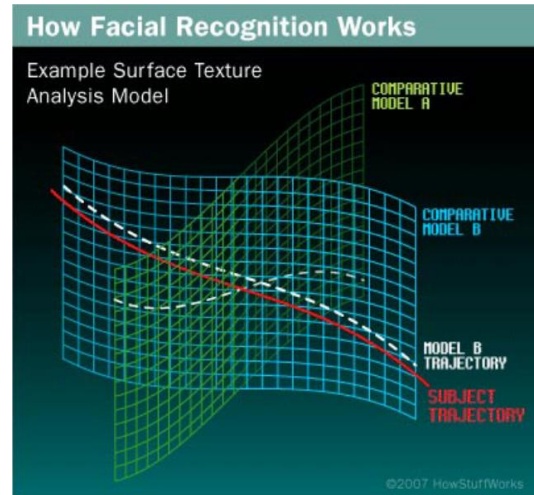 How Facial Recognition Works
Example Surface Texture
Analysis Model
COMPARATIVE
MODEL A
COMPARATIVE
MODEL B
MODEL B
TRAJECTORY
SUBJECT
TRAJECTORY
©2007 HowStuffWorks